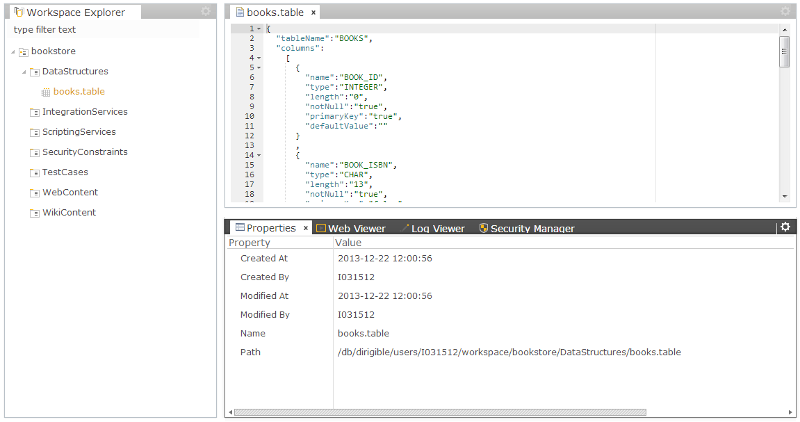 Workspace Explorer
type filter text
bookstore
DataStructures
books.table
IntegrationServices
ScriptingServices
SecurityConstraints
TestCases
WebContent
WikiContent
books.table ×
1 {
2 "tableName":"BOOKS",
3 "columns":
4 [
5 {
6 "name":"BOOK_ID",
7 "type":"INTEGER",
8 "length":"0",
9 "notNull":"true",
10 "primaryKey":"true",
11 "defaultValue":""
12 }
13 ,
14 {
15 "name":"BOOK_ISBN",
16 "type":"CHAR",
17 "length":"13",
18 "notNull":"true",
Properties × Web Viewer Log Viewer Security Manager
Property Value
Created At 2013-12-22 12:00:56
Created By I031512
Modified At 2013-12-22 12:00:56
Modified By I031512
Name books.table
Path /db/dirigible/users/I031512/workspace/bookstore/DataStructures/books.table